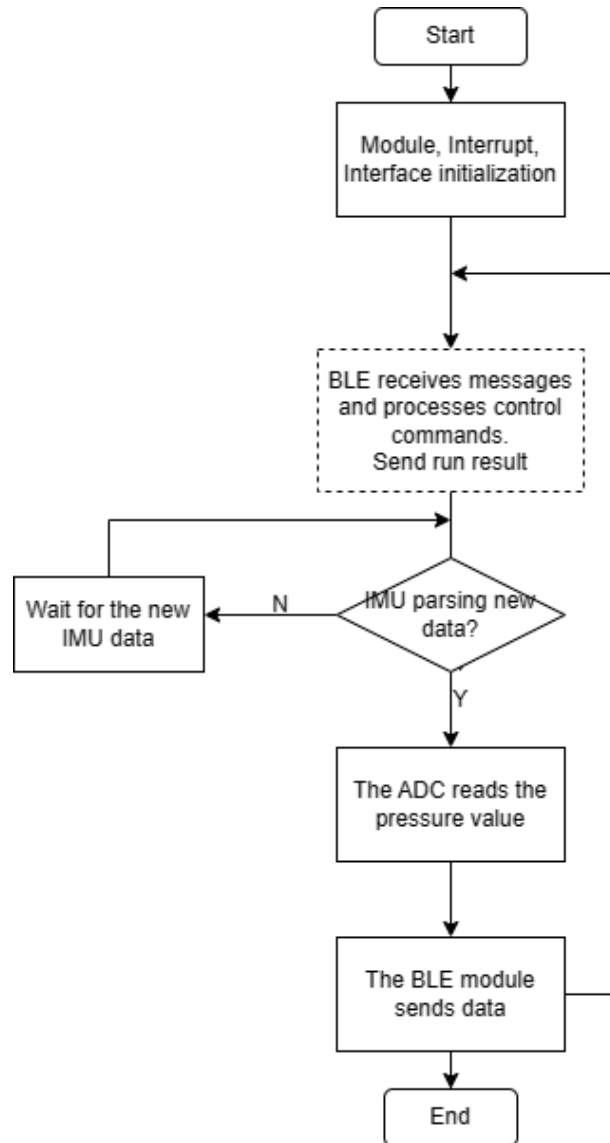 Start
Module, Interrupt,
Interface initialization
BLE receives messages
and processes control
commands.
Send run result
IMU parsing new
data?
N
Wait for the new
IMU data
Y
The ADC reads the
pressure value
The BLE module
sends data
End